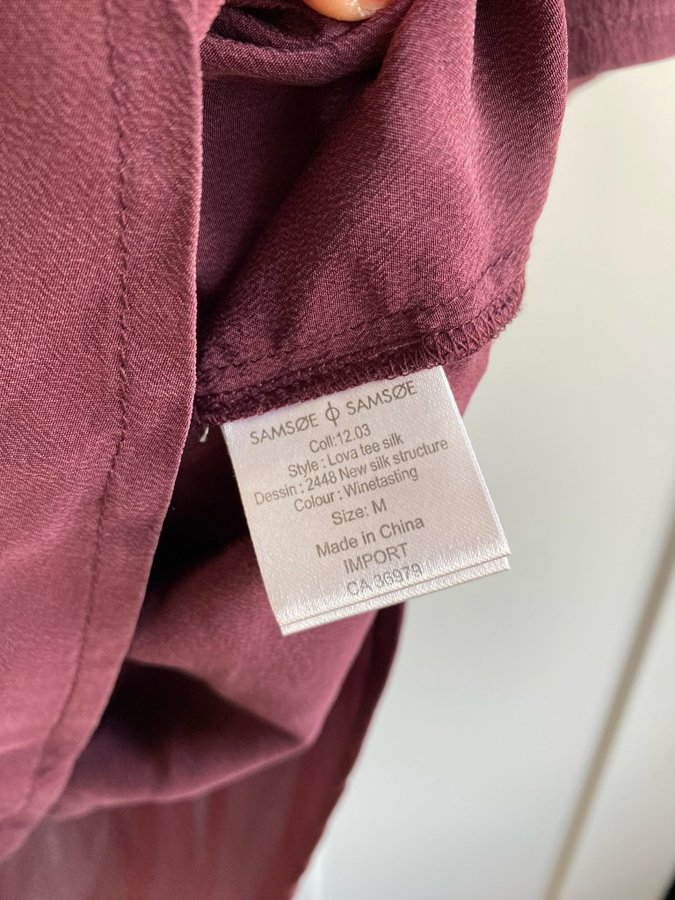 SAMSØE ϕ SAMSØE
Coll:12.03
Style : Lova tee silk
Dessin : 2448 New silk structure
Colour : Winetasting
Size: M
Made in China
IMPORT
CA 36979